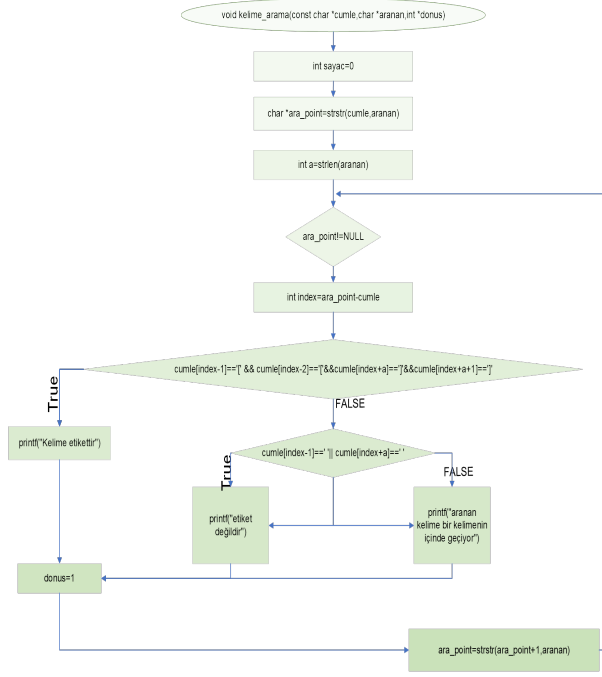 void kelime_arama(const char *cumle,char *aranan,int *donus)
int sayac=0
char *ara_point=strstr(cumle,aranan)
int a=strlen(aranan)
ara_point!=NULL
int index=ara_point-cumle
cumle[index-1]=='[' && cumle[index-2]=='['&&cumle[index+a]==']'&&cumle[index+a+1]==']'
True
FALSE
printf("Kelime etikettir")
cumle[index-1]==' '|| cumle[index+a]==' '
True
FALSE
printf("etiket
değildir")
printf("aranan
kelime bir kelimenin
içinde geçiyor")
donus=1
ara_point=strstr(ara_point+1,aranan)